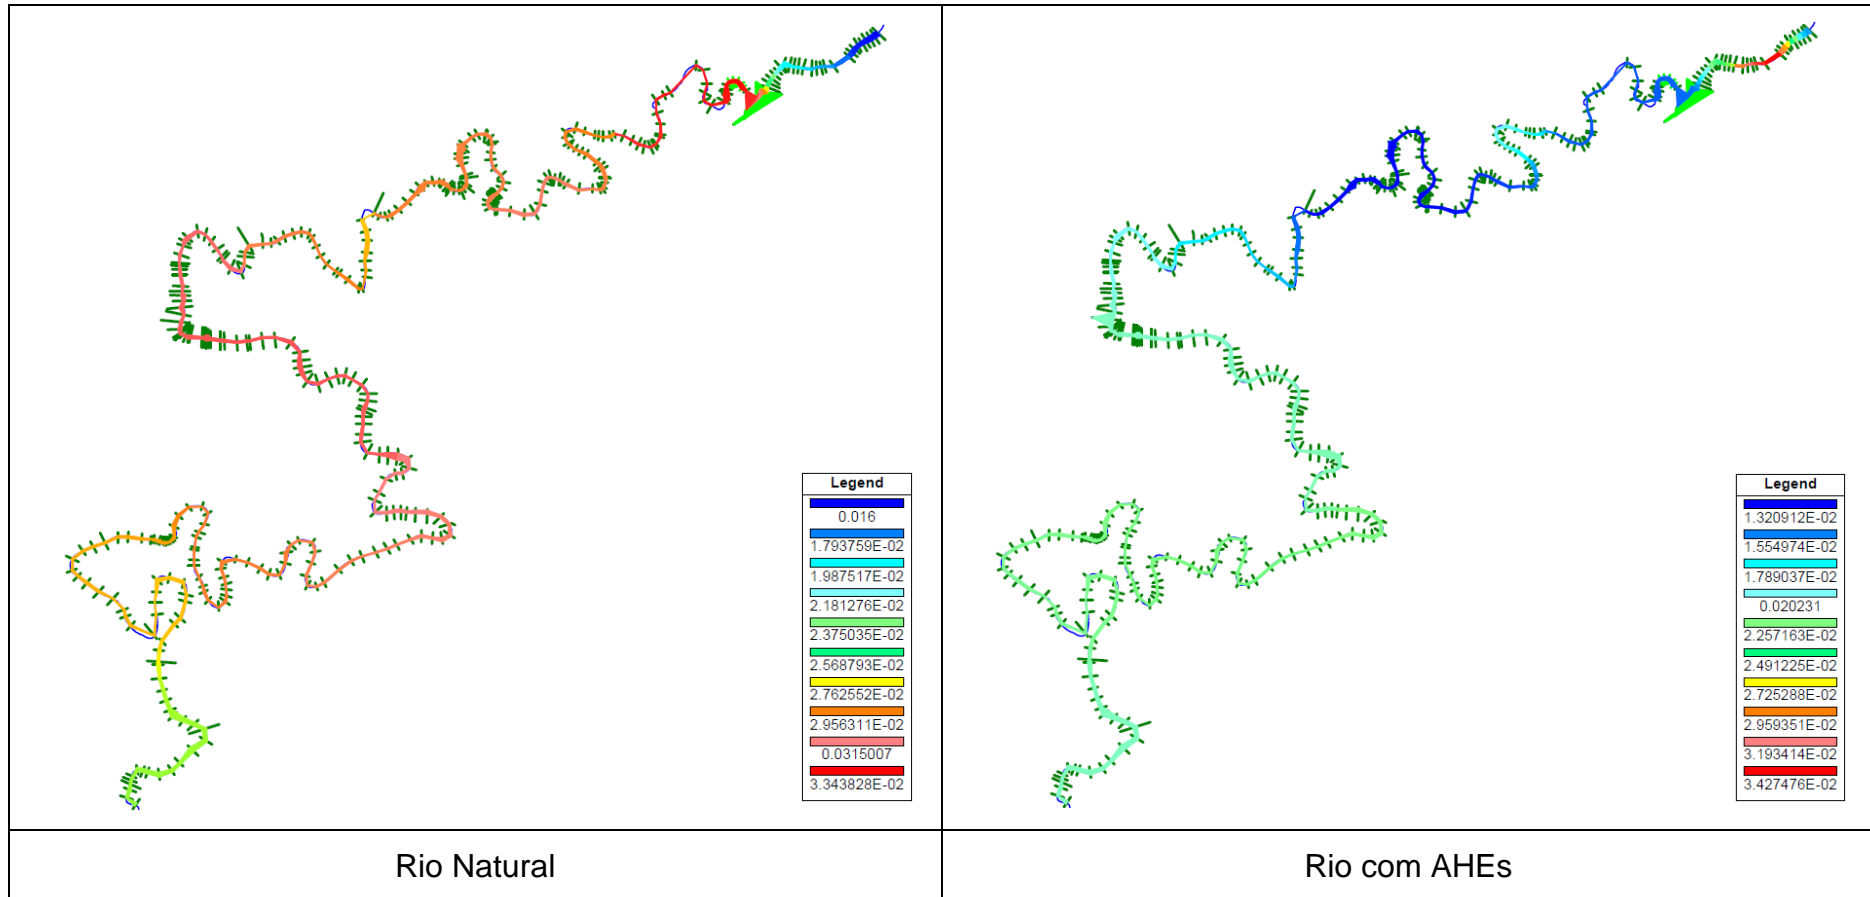 Legend
0.016
1.793759E-02
1.987517E-02
2.181276E-02
2.375035E-02
2.568793E-02
2.762552E-02
2.956311E-02
0.0315007
3.343828E-02
Legend
1.320912E-02
1.554974E-02
1.789037E-02
0.020231
2.257163E-02
2.491225E-02
2.725288E-02
2.959351E-02
3.193414E-02
3.427476E-02
Rio Natural
Rio com AHEs